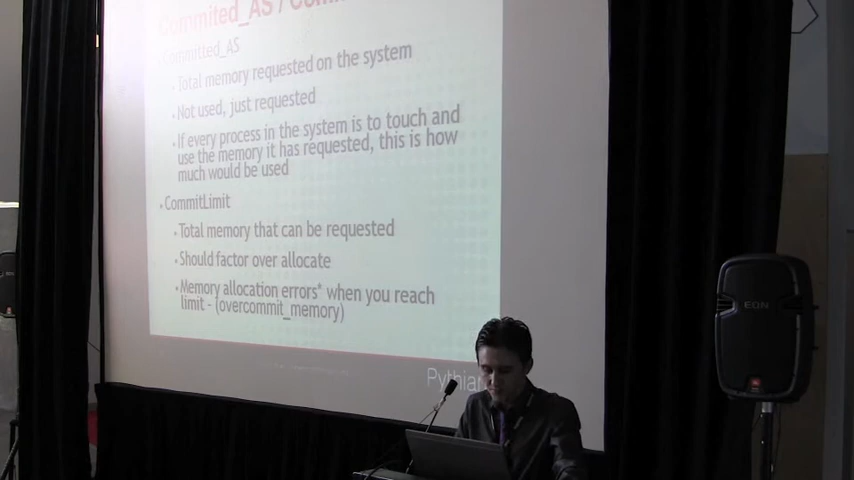 Commited_AS /
Committed_AS
Total memory requested on the system
Not used, just requested
If every process in the system is to touch and
use the memory it has requested, this is how
much would be used
CommitLimit
Total memory that can be requested
Should factor over allocate
Memory allocation errors* when you reach
limit - (overcommit_memory)
Pythian
EON